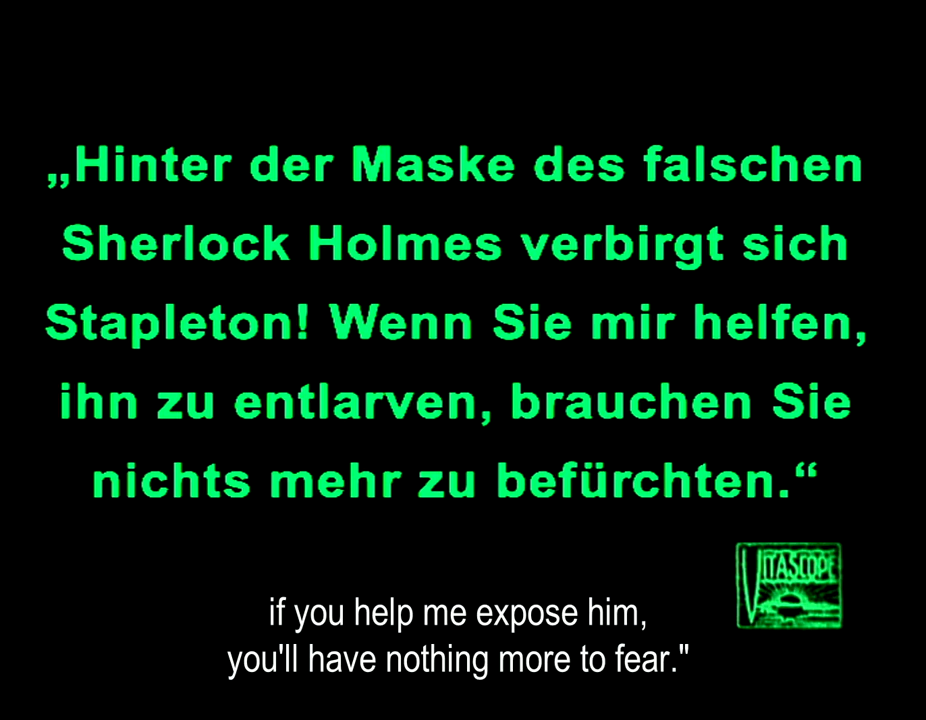 „Hinter der Maske des falschen
Sherlock Holmes verbirgt sich
Stapleton! Wenn Sie mir helfen,
ihn zu entlarven, brauchen Sie
nichts mehr zu befürchten.“
VITASCOPE
if you help me expose him,
you'll have nothing more to fear."